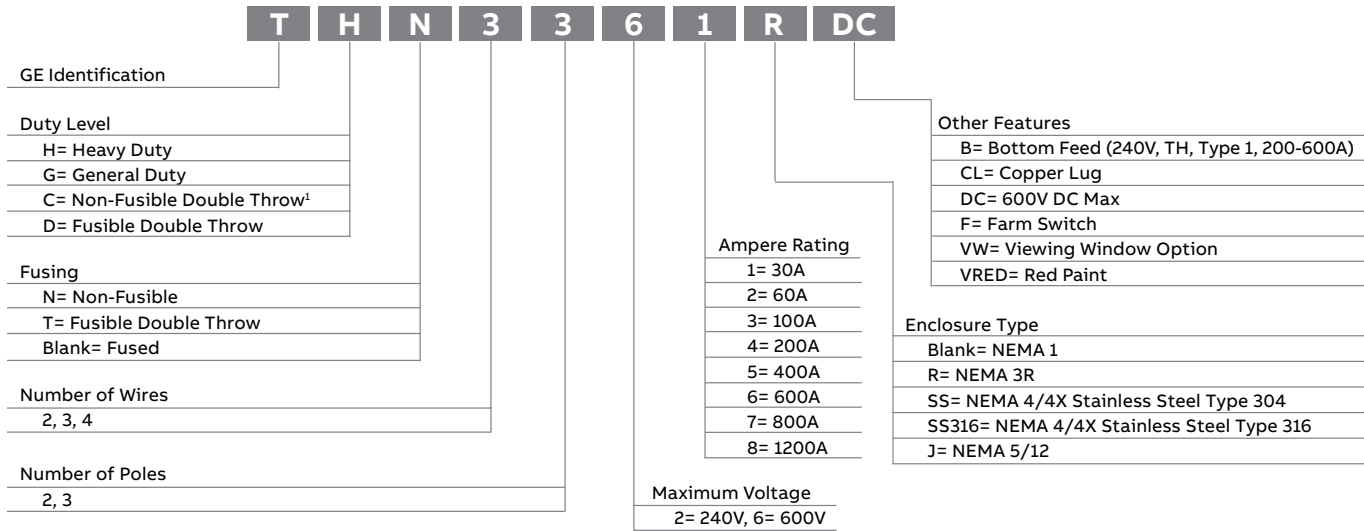 T H N 3 3 6 1 R DC
GE Identification
Duty Level
H= Heavy Duty
G= General Duty
C= Non-Fusible Double Throw¹
D= Fusible Double Throw
Fusing
N= Non-Fusible
T= Fusible Double Throw
Blank= Fused
Number of Wires
2, 3, 4
Number of Poles
2, 3
Maximum Voltage
2= 240V, 6= 600V
Ampere Rating
1= 30A
2= 60A
3= 100A
4= 200A
5= 400A
6= 600A
7= 800A
8= 1200A
Enclosure Type
Blank= NEMA 1
R= NEMA 3R
SS= NEMA 4/4X Stainless Steel Type 304
SS316= NEMA 4/4X Stainless Steel Type 316
J= NEMA 5/12
Other Features
B= Bottom Feed (240V, TH, Type 1, 200-600A)
CL= Copper Lug
DC= 600V DC Max
F= Farm Switch
VW= Viewing Window Option
VRED= Red Paint